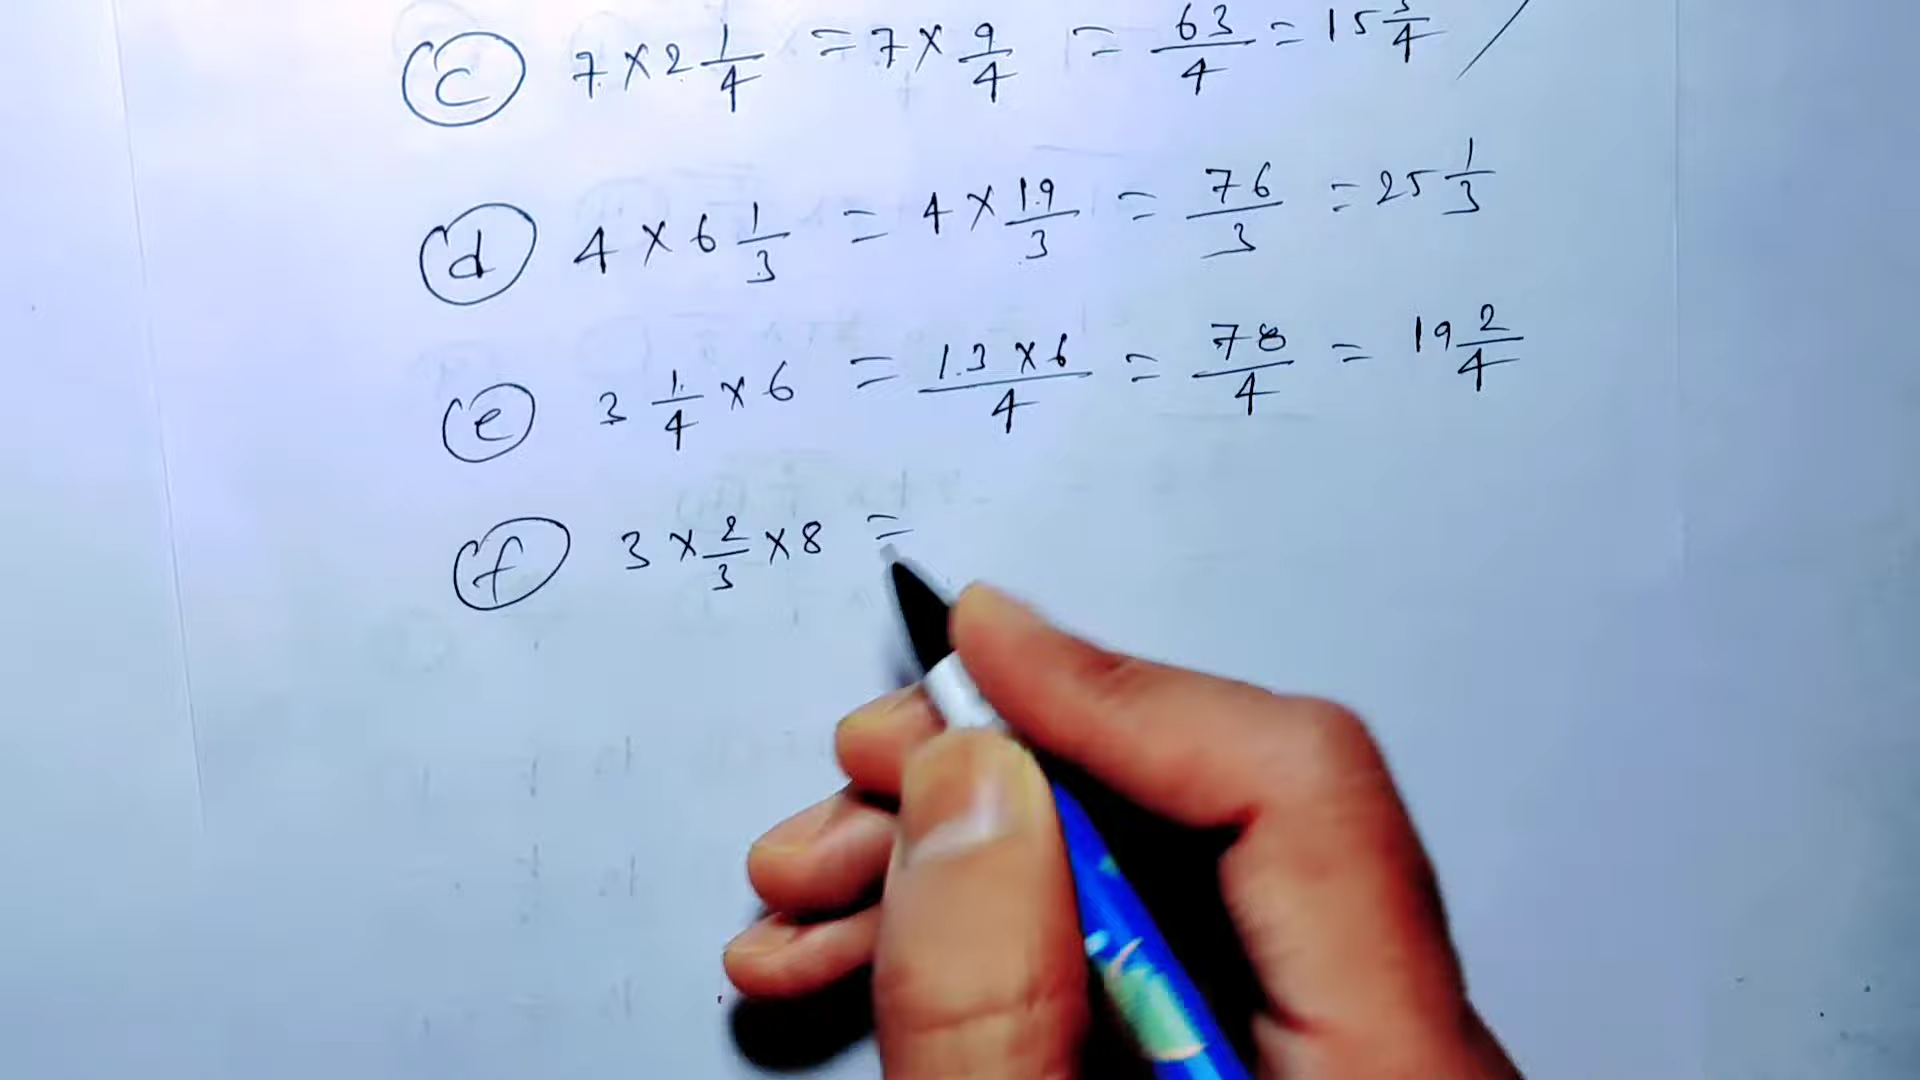 (c) 7 × 2 1/4 = 7 × 9/4 = 63/4 = 15 3/4
(d) 4 × 6 1/3 = 4 × 19/3 = 76/3 = 25 1/3
(e) 3 1/4 × 6 = 13 × 6/4 = 78/4 = 19 2/4
(f) 3 × 2/3 × 8 =